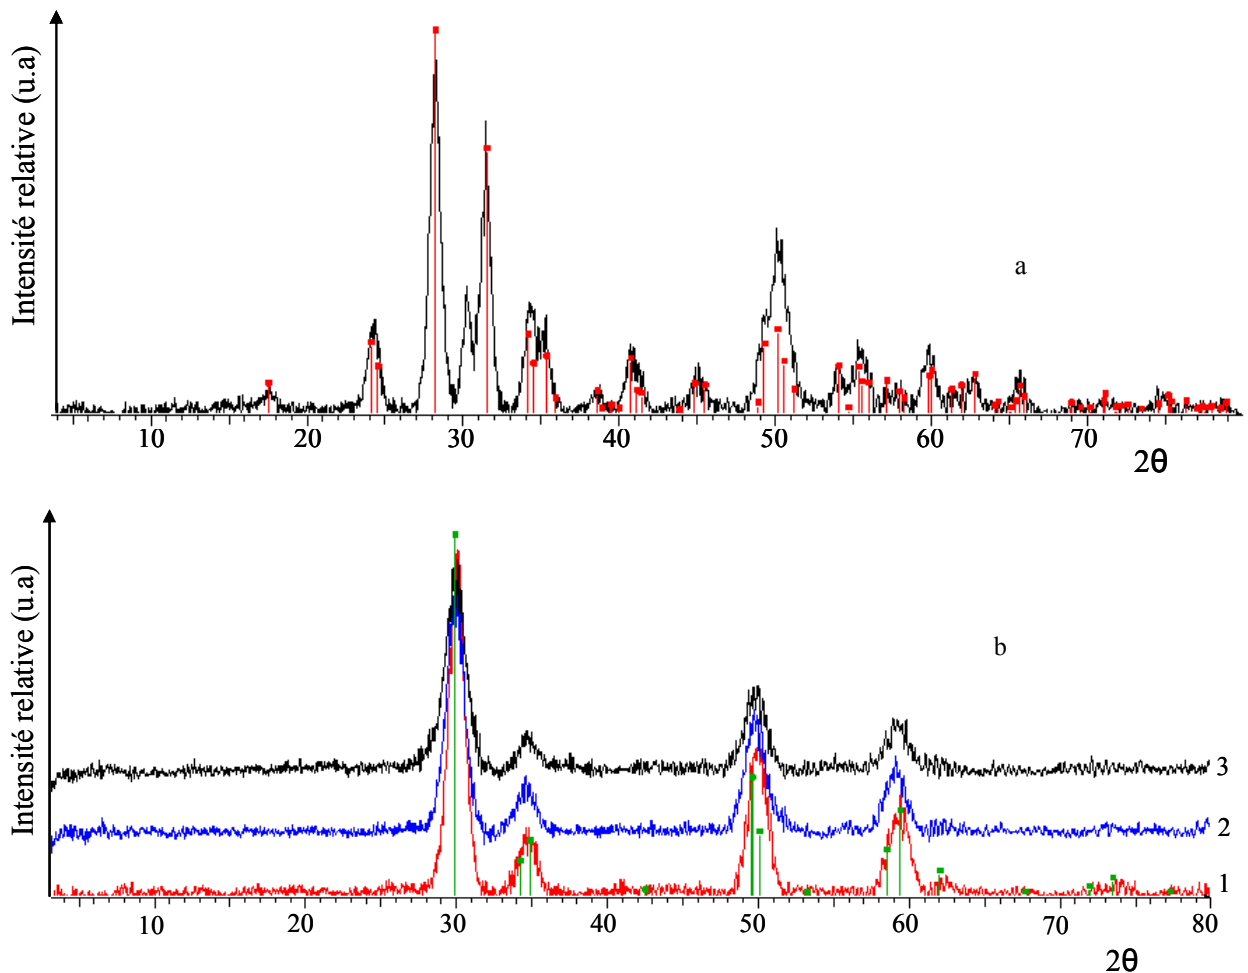 Intensité relative (u.a)
a
10 20 30 40 50 60 70
2θ
Intensité relative (u.a)
b
3
2
1
10 20 30 40 50 60 70 80
2θ